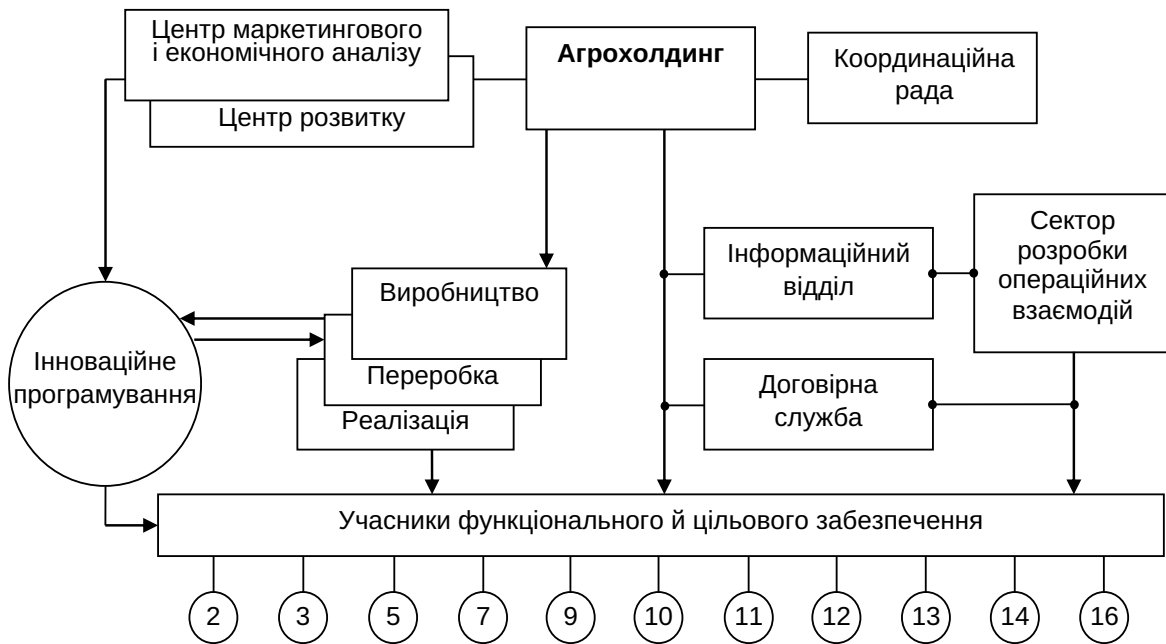 Центр маркетингового
і економічного аналізу
Центр розвитку
Агрохолдинг
Координаційна
рада
Інформаційний
відділ
Сектор
розробки
операційних
взаємодій
Виробництво
Переробка
Реалізація
Інноваційне
програмування
Договірна
служба
Учасники функціонального й цільового забезпечення
2 3 5 7 9 10 11 12 13 14 16